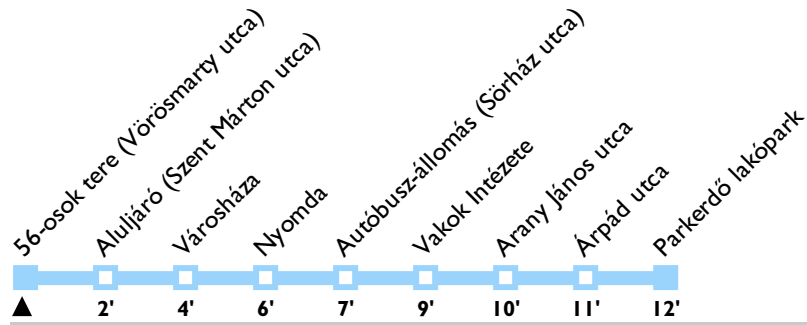 56-osok tere (Vörösmarty utca)
Aluljáró (Szent Márton utca)
Városháza
Nyomda
Autóbusz-állomás (Sörház utca)
Vakok Intézete
Arany János utca
Árpád utca
Parkerdő lakópark
2' 4' 6' 7' 9' 10' 11' 12'